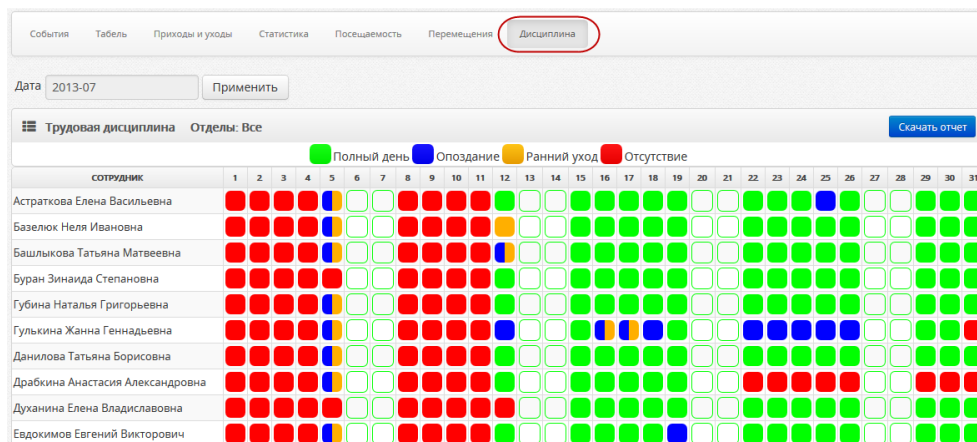 События Табель Приходы и уходы Статистика Посещаемость Перемещения Дисциплина
Дата 2013-07 Применить
Трудовая дисциплина Отделы: Все Скачать отчет
Полный день Опоздание Ранний уход Отсутствие
СОТРУДНИК 1 2 3 4 5 6 7 8 9 10 11 12 13 14 15 16 17 18 19 20 21 22 23 24 25 26 27 28 29 30 31
Астраткова Елена Васильевна
Базелюк Неля Ивановна
Башлыкова Татьяна Матвеевна
Буран Зинаида Степановна
Губина Наталья Григорьевна
Гулькина Жанна Геннадьевна
Данилова Татьяна Борисовна
Драбкина Анастасия Александровна
Духанина Елена Владиславовна
Евдокимов Евгений Викторович